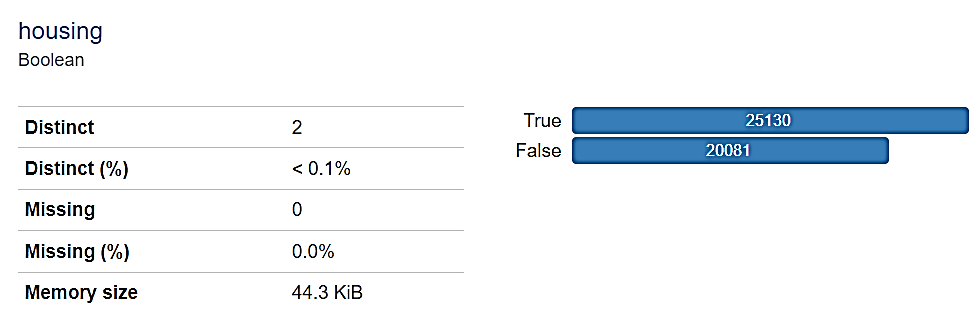 housing
Boolean
Distinct 2
Distinct (%) < 0.1%
Missing 0
Missing (%) 0.0%
Memory size 44.3 KiB
True 25130
False 20081